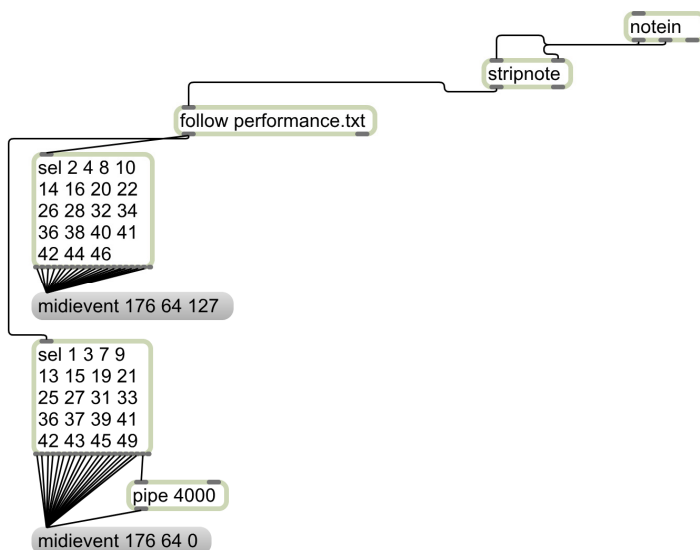 notein
stripnote
follow performance.txt
sel 2 4 8 10
14 16 20 22
26 28 32 34
36 38 40 41
42 44 46
midievent 176 64 127
sel 1 3 7 9
13 15 19 21
25 27 31 33
36 37 39 41
42 43 45 49
pipe 4000
midievent 176 64 0